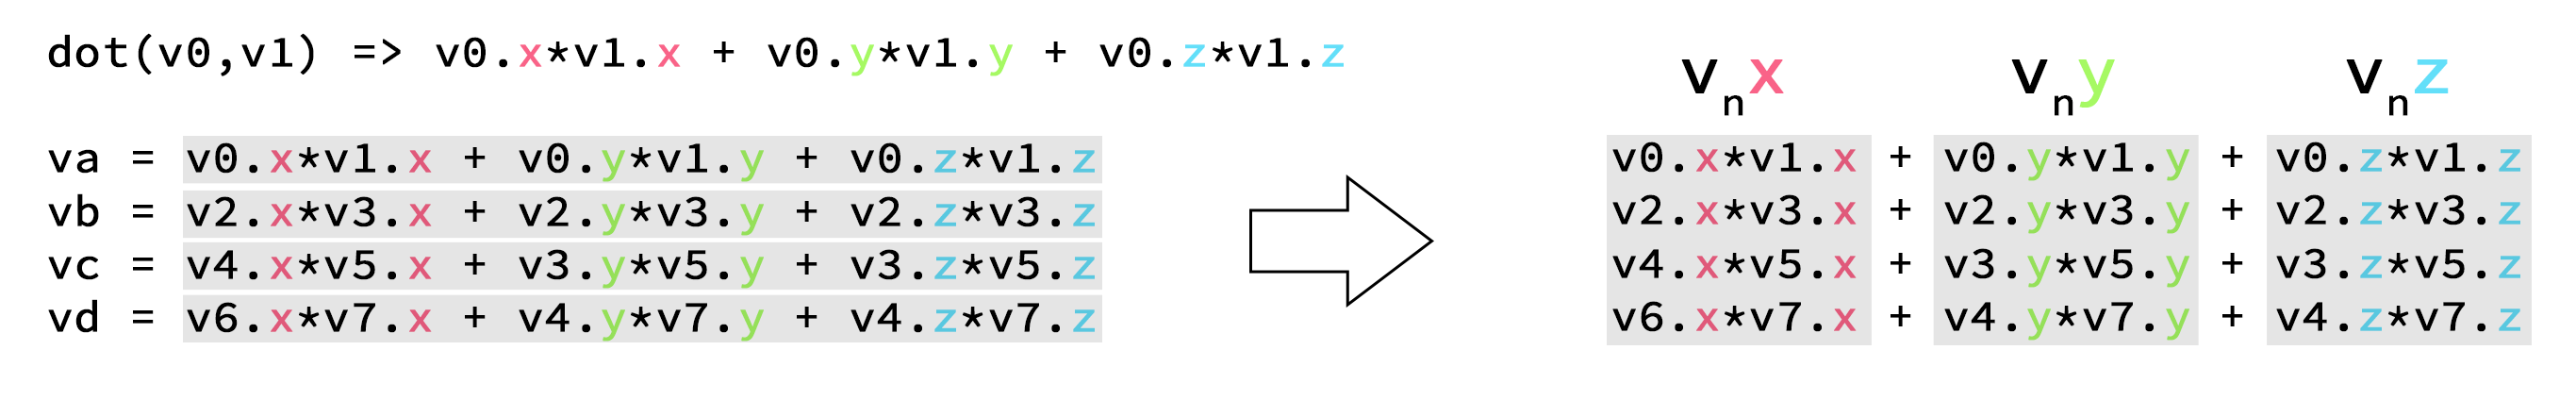 dot(v0,v1) => v0.x*v1.x + v0.y*v1.y + v0.z*v1.z
va = v0.x*v1.x + v0.y*v1.y + v0.z*v1.z
vb = v2.x*v3.x + v2.y*v3.y + v2.z*v3.z
vc = v4.x*v5.x + v3.y*v5.y + v3.z*v5.z
vd = v6.x*v7.x + v4.y*v7.y + v4.z*v7.z
vnx vny vnz
v0.x*v1.x + v0.y*v1.y + v0.z*v1.z
v2.x*v3.x + v2.y*v3.y + v2.z*v3.z
v4.x*v5.x + v3.y*v5.y + v3.z*v5.z
v6.x*v7.x + v4.y*v7.y + v4.z*v7.z